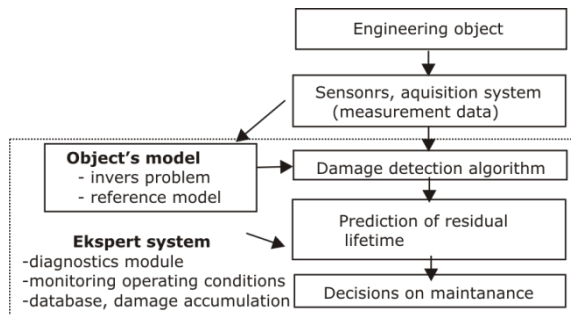 Engineering object
Sensonrs, aquisition system
(measurement data)
Object's model
- invers problem
- reference model
Damage detection algorithm
Prediction of residual
lifetime
Ekspert system
-diagnostics module
-monitoring operating conditions
-database, damage accumulation
Decisions on maintanance